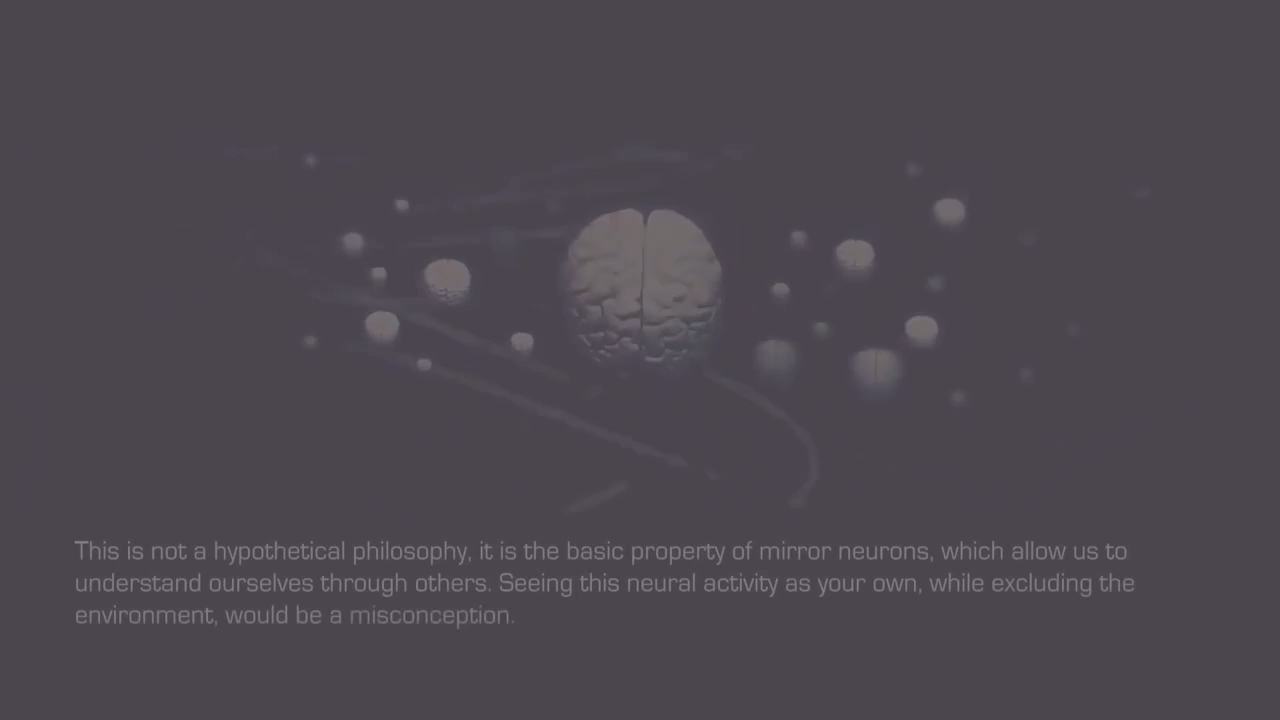 This is not a hypothetical philosophy, it is the basic property of mirror neurons, which allow us to
understand ourselves through others. Seeing this neural activity as your own, while excluding the
environment, would be a misconception.